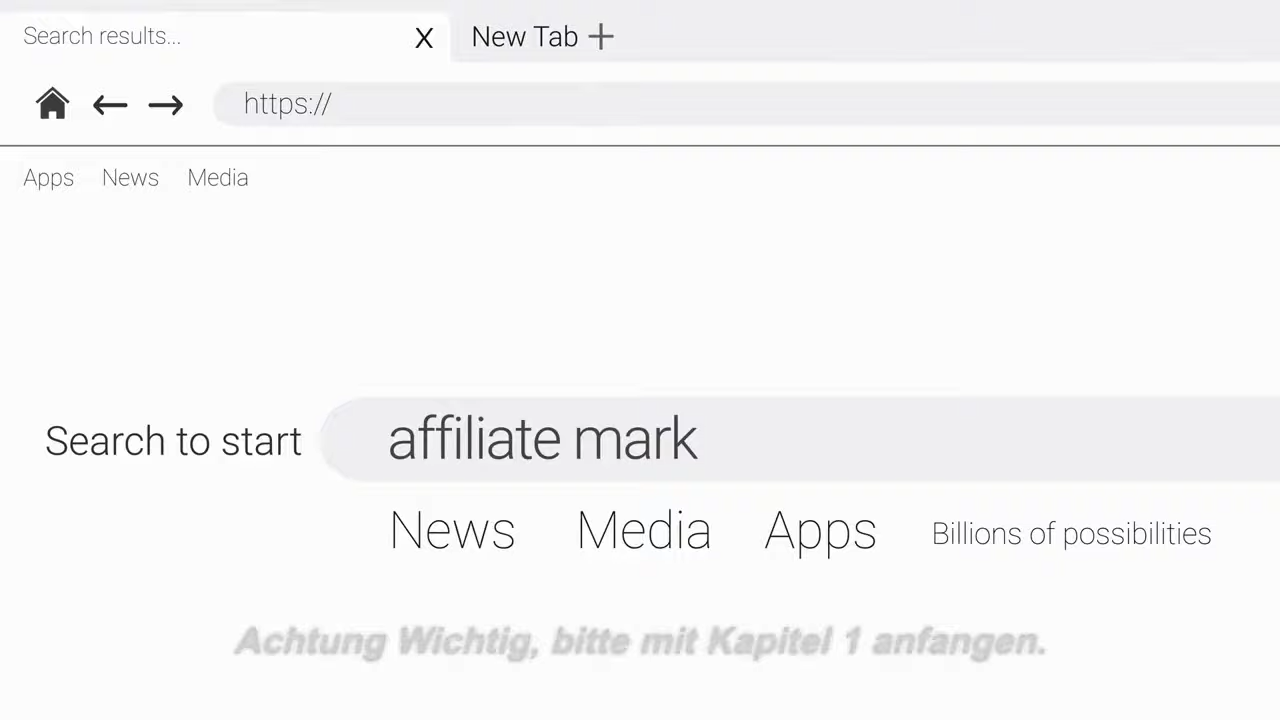 Search results... X New Tab +
https://
Apps News Media
Search to start affiliate mark
News Media Apps Billions of possibilities
Achtung Wichtig, bitte mit Kapitel 1 anfangen.